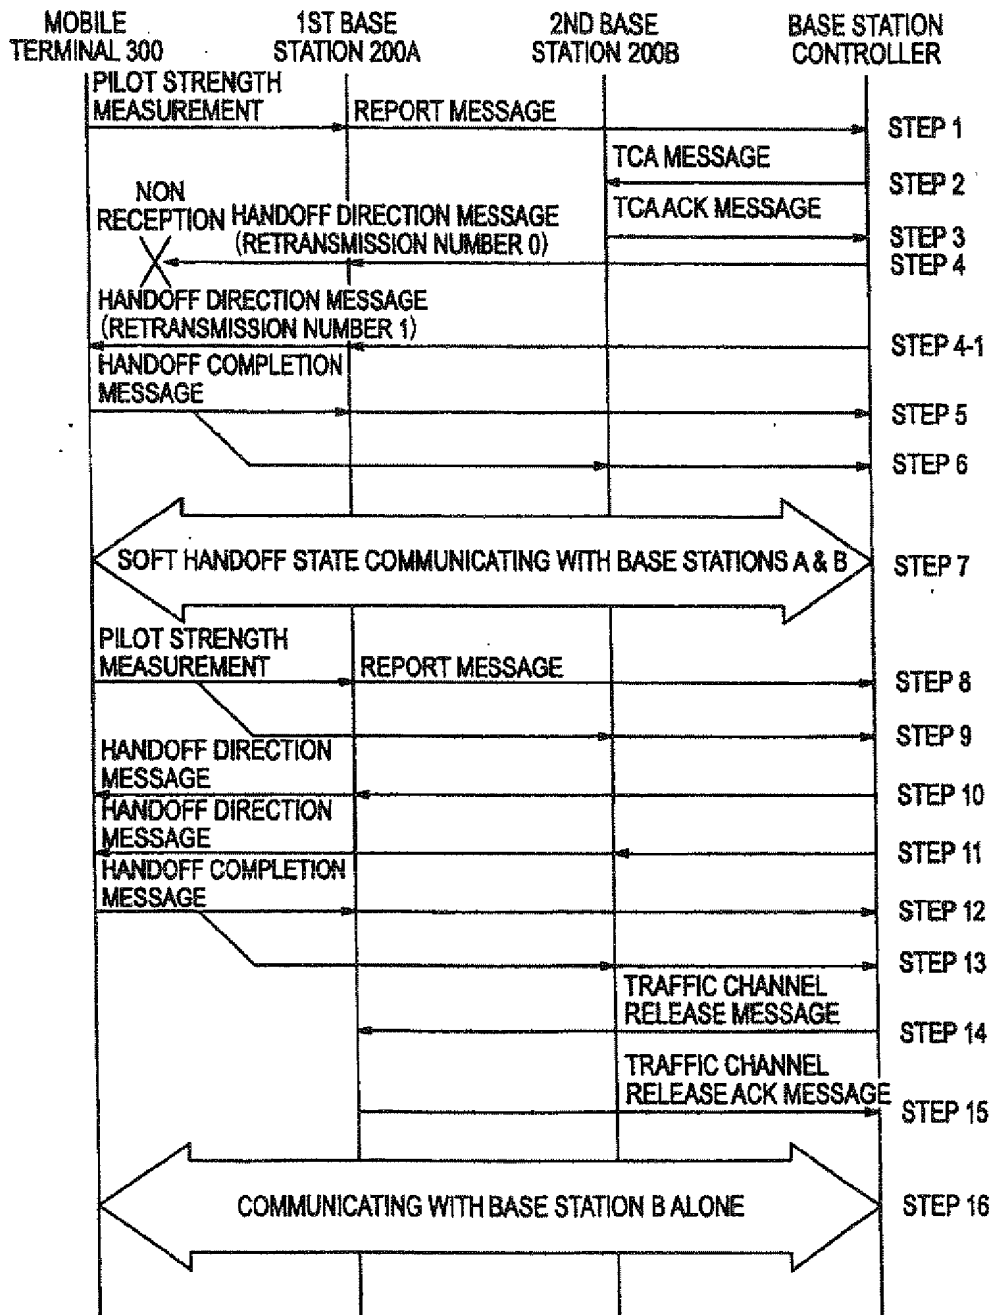 MOBILE
TERMINAL 300
1ST BASE
STATION 200A
2ND BASE
STATION 200B
BASE STATION
CONTROLLER
PILOT STRENGTH
MEASUREMENT
REPORT MESSAGE
STEP 1
TCA MESSAGE
STEP 2
TCA ACK MESSAGE
STEP 3
NON
RECEPTION
HANDOFF DIRECTION MESSAGE
(RETRANSMISSION NUMBER 0)
STEP 4
HANDOFF DIRECTION MESSAGE
(RETRANSMISSION NUMBER 1)
STEP 4-1
HANDOFF COMPLETION
MESSAGE
STEP 5
STEP 6
SOFT HANDOFF STATE COMMUNICATING WITH BASE STATIONS A & B
STEP 7
PILOT STRENGTH
MEASUREMENT
REPORT MESSAGE
STEP 8
STEP 9
HANDOFF DIRECTION
MESSAGE
STEP 10
HANDOFF DIRECTION
MESSAGE
STEP 11
HANDOFF COMPLETION
MESSAGE
STEP 12
STEP 13
TRAFFIC CHANNEL
RELEASE MESSAGE
STEP 14
TRAFFIC CHANNEL
RELEASE ACK MESSAGE
STEP 15
COMMUNICATING WITH BASE STATION B ALONE
STEP 16